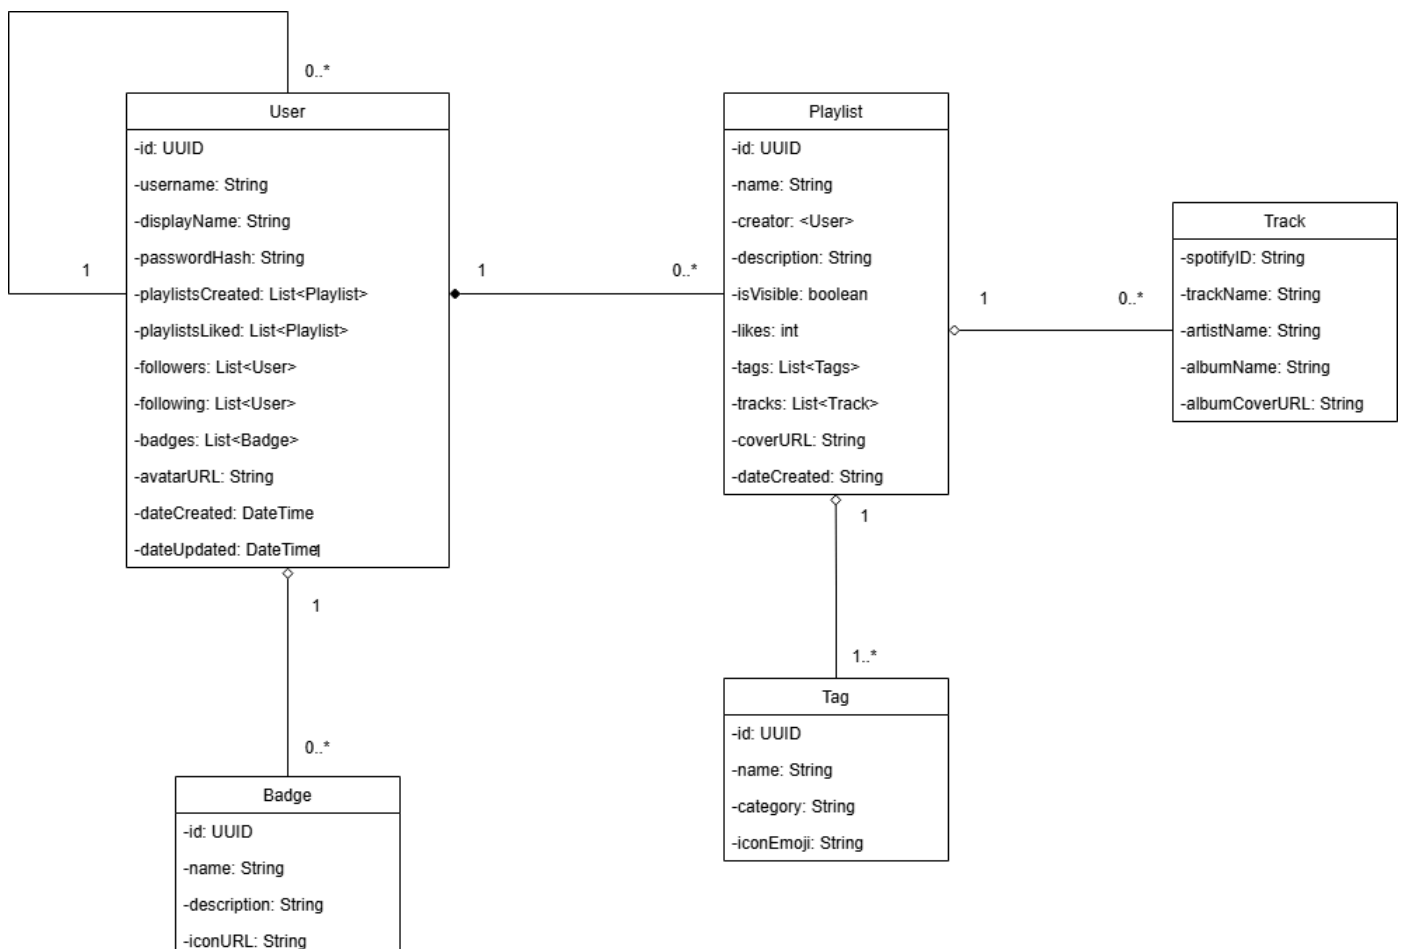 0..*
User
-id: UUID
-username: String
-displayName: String
-passwordHash: String
-playlistsCreated: List<Playlist>
-playlistsLiked: List<Playlist>
-followers: List<User>
-following: List<User>
-badges: List<Badge>
-avatarURL: String
-dateCreated: DateTime
-dateUpdated: DateTime
1
1
0..*
Playlist
-id: UUID
-name: String
-creator: <User>
-description: String
-isVisible: boolean
-likes: int
-tags: List<Tags>
-tracks: List<Track>
-coverURL: String
-dateCreated: String
1
0..*
Track
-spotifyID: String
-trackName: String
-artistName: String
-albumName: String
-albumCoverURL: String
1
0..*
Badge
-id: UUID
-name: String
-description: String
-iconURL: String
1
1..*
Tag
-id: UUID
-name: String
-category: String
-iconEmoji: String